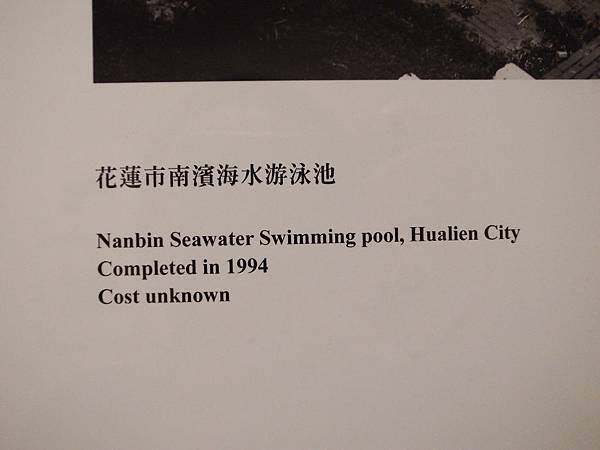 花蓮市南濱海水游泳池
Nanbin Seawater Swimming pool, Hualien City
Completed in 1994
Cost unknown